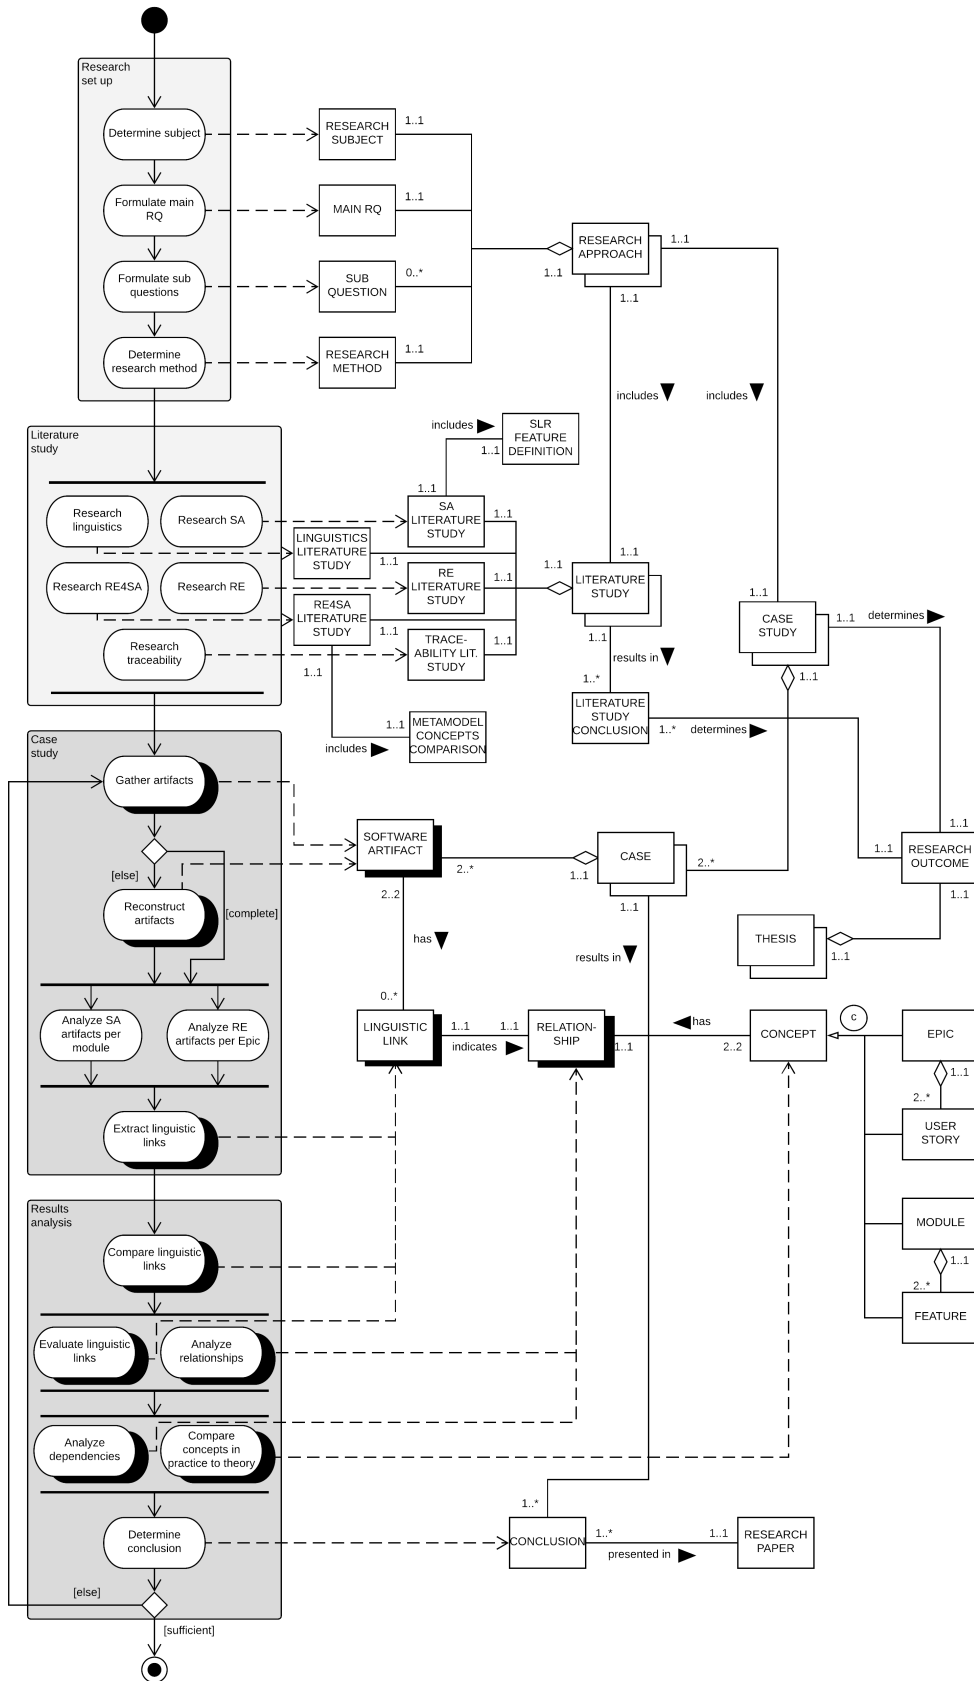 Research
set up
Determine subject
RESEARCH
SUBJECT
1..1
Formulate main
RQ
MAIN RQ
1..1
Formulate sub
questions
SUB
QUESTION
0..*
Determine
research method
RESEARCH
METHOD
1..1
RESEARCH
APPROACH
1..1
1..1
1..1
includes
includes
Literature
study
includes
SLR
FEATURE
DEFINITION
1..1
1..1
Research
linguistics
Research SA
SA
LITERATURE
STUDY
1..1
LINGUISTICS
LITERATURE
STUDY
1..1
Research RE4SA
Research RE
RE
LITERATURE
STUDY
1..1
RE4SA
LITERATURE
STUDY
1..1
Research
traceability
TRACE-
ABILITY LIT.
STUDY
1..1
1..1
1..1
1..1
LITERATURE
STUDY
1..1
1..1
results in
1..*
LITERATURE
STUDY
CONCLUSION
1..*
determines
1..1
CASE
STUDY
1..1
determines
1..1
1..1
METAMODEL
CONCEPTS
COMPARISON
includes
Case
study
Gather artifacts
[else]
Reconstruct
artifacts
[complete]
SOFTWARE
ARTIFACT
2..*
2..2
1..1
CASE
2..*
1..1
1..1
1..1
RESEARCH
OUTCOME
1..1
THESIS
1..1
has
results in
0..*
Analyze SA
artifacts per
module
Analyze RE
artifacts per Epic
LINGUISTIC
LINK
1..1
indicates
1..1
RELATION-
SHIP
1..1
has
2..2
CONCEPT
c
EPIC
1..1
2..*
USER
STORY
MODULE
1..1
2..*
FEATURE
Extract linguistic
links
Results
analysis
Compare linguistic
links
Evaluate linguistic
links
Analyze
relationships
Analyze
dependencies
Compare
concepts in
practice to theory
Determine
conclusion
1..*
CONCLUSION
1..*
presented in
1..1
RESEARCH
PAPER
[else]
[sufficient]